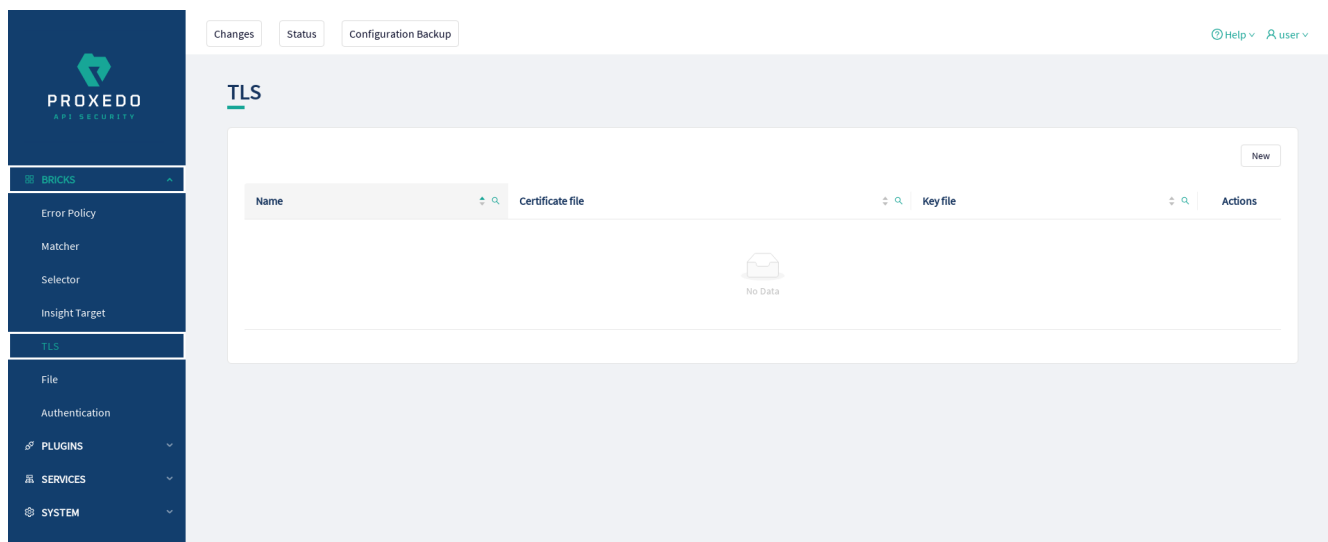 PROXEDO
API SECURITY
BRICKS
Error Policy
Matcher
Selector
Insight Target
TLS
File
Authentication
PLUGINS
SERVICES
SYSTEM
Changes Status Configuration Backup Help user
TLS
New
Name Certificate file Key file Actions
No Data